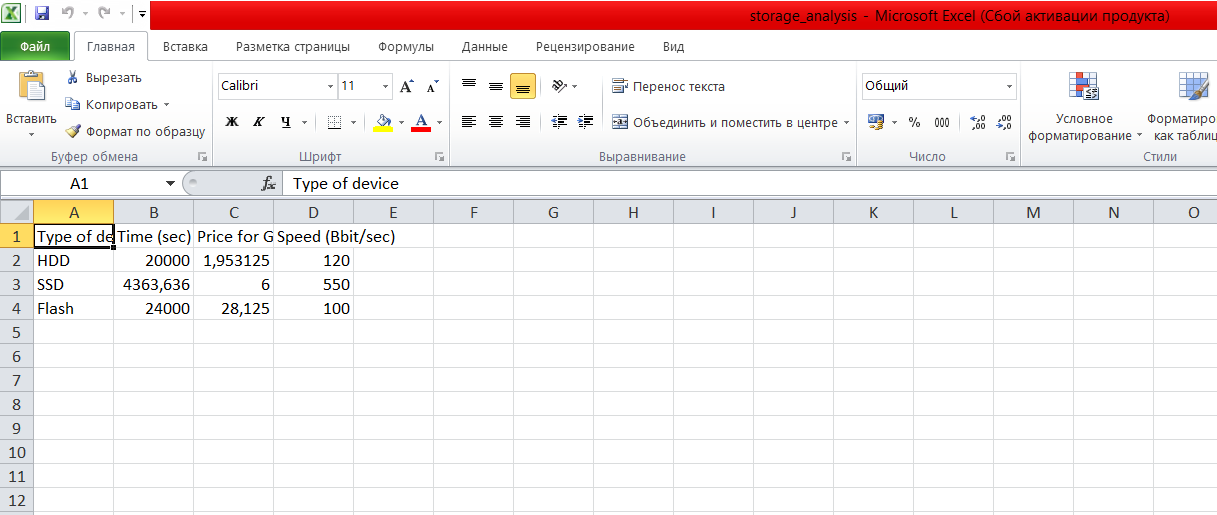 storage_analysis - Microsoft Excel (Сбой активации продукта)
Файл Главная Вставка Разметка страницы Формулы Данные Рецензирование Вид
Вставить
Вырезать
Копировать
Формат по образцу
Буфер обмена
Calibri 11
Ж К Ч А
Шрифт
Перенос текста
Объединить и поместить в центре
Выравнивание
Общий
% 000
Число
Условное форматирование
Форматиро
как таблиц
Стили
A1 fx Type of device
A B C D E F G H I J K L M N O
1 Type of de Time (sec) Price for G Speed (Bbit/sec)
2 HDD 20000 1,953125 120
3 SSD 4363,636 6 550
4 Flash 24000 28,125 100
5
6
7
8
9
10
11
12